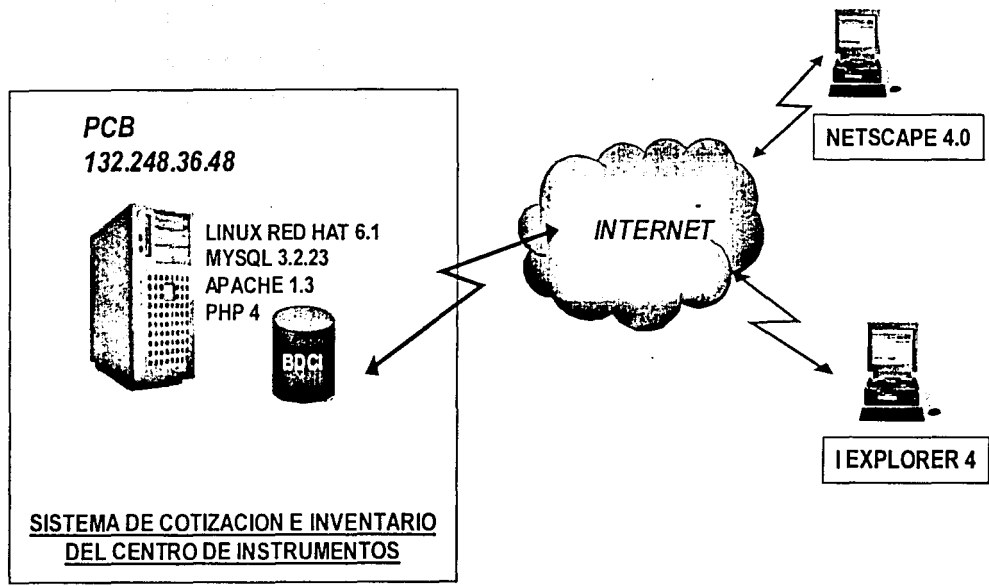 PCB
132.248.36.48
LINUX RED HAT 6.1
MYSQL 3.2.23
APACHE 1.3
PHP 4
BDCI
SISTEMA DE COTIZACION E INVENTARIO
DEL CENTRO DE INSTRUMENTOS
INTERNET
NETSCAPE 4.0
I EXPLORER 4